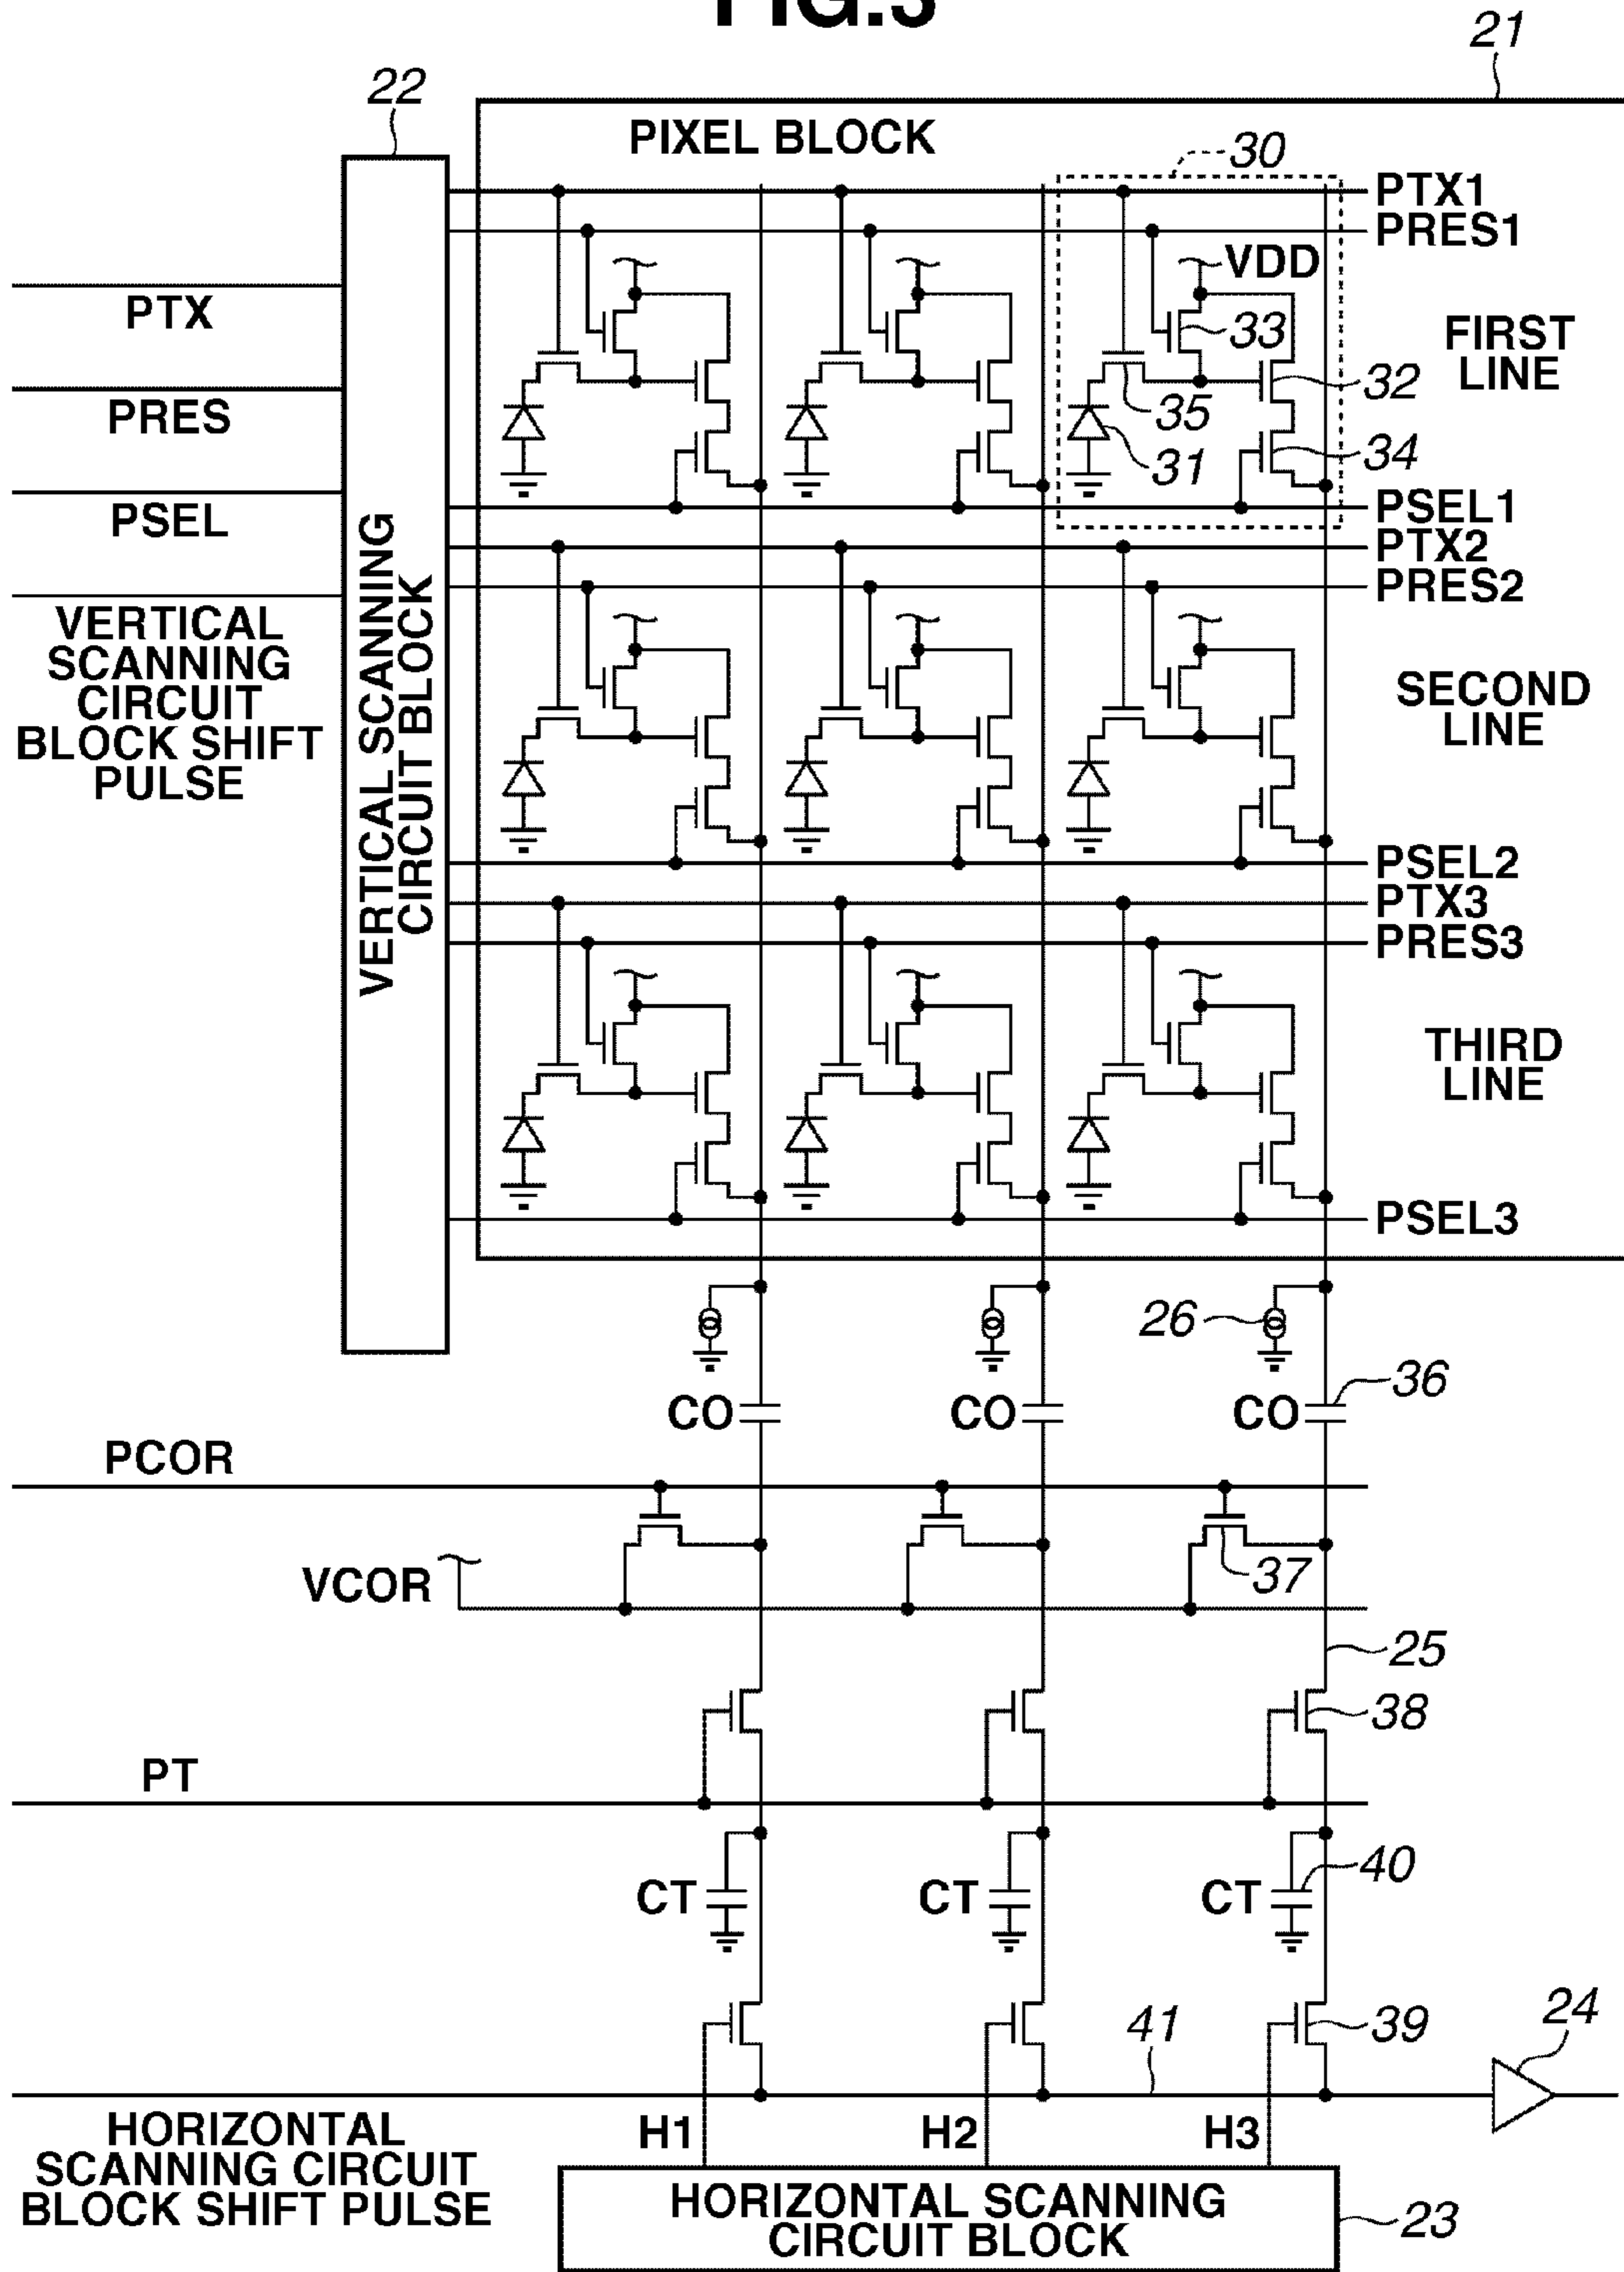 FIG.3
21
22
PIXEL BLOCK
30
PTX1
PRES1
VDD
PTX
33
FIRST
LINE
32
PRES
35
34
31
PSEL
PSEL1
PTX2
PRES2
VERTICAL SCANNING
CIRCUIT BLOCK
VERTICAL
SCANNING
CIRCUIT
BLOCK SHIFT
PULSE
SECOND
LINE
PSEL2
PTX3
PRES3
THIRD
LINE
PSEL3
26
36
CO CO CO
PCOR
37
VCOR
25
38
PT
40
CT CT CT
24
41
39
HORIZONTAL
SCANNING CIRCUIT
BLOCK SHIFT PULSE
H1 H2 H3
HORIZONTAL SCANNING
CIRCUIT BLOCK
23